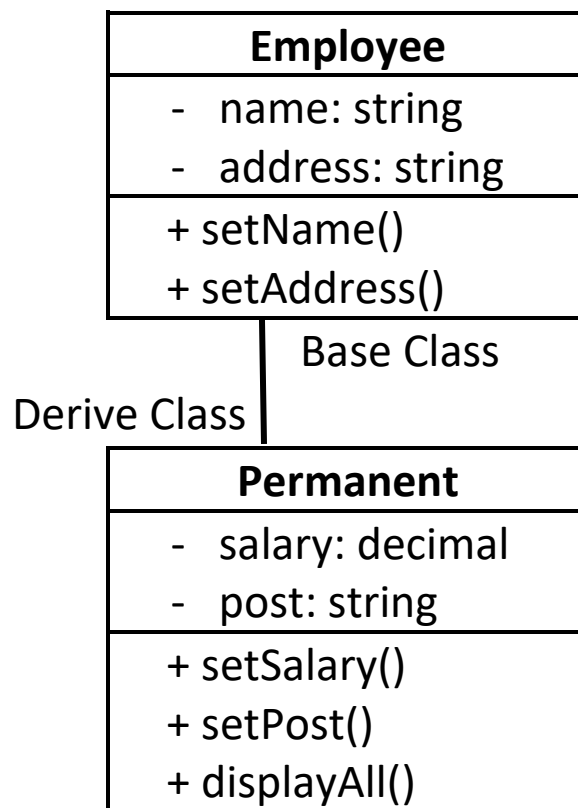 Employee
- name: string
- address: string
+ setName()
+ setAddress()
Base Class
Derive Class
Permanent
- salary: decimal
- post: string
+ setSalary()
+ setPost()
+ displayAll()